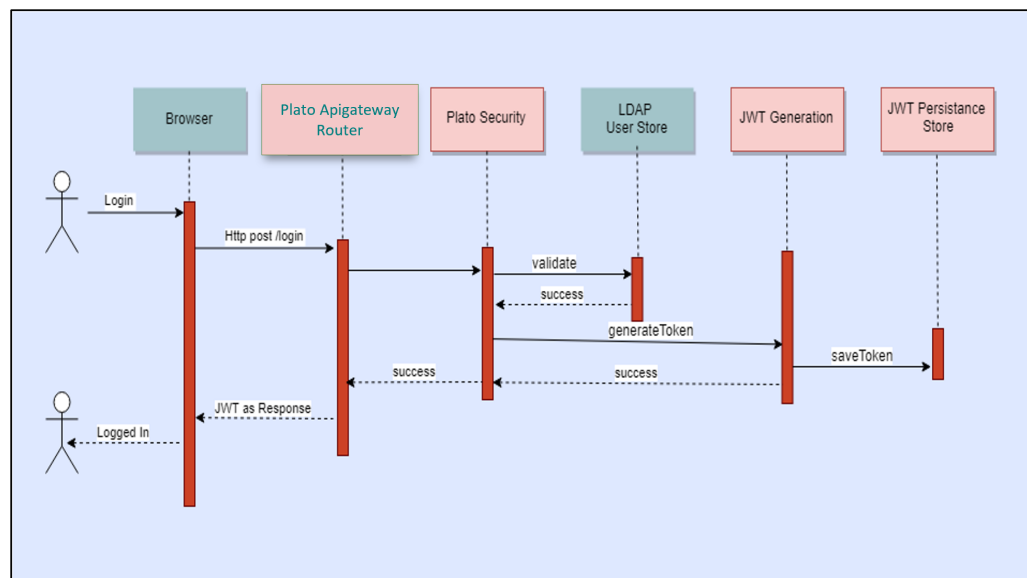 Browser
Plato Apigateway
Router
Plato Security
LDAP
User Store
JWT Generation
JWT Persistance
Store
Login
Http post /login
validate
success
generateToken
saveToken
success
success
JWT as Response
Logged In